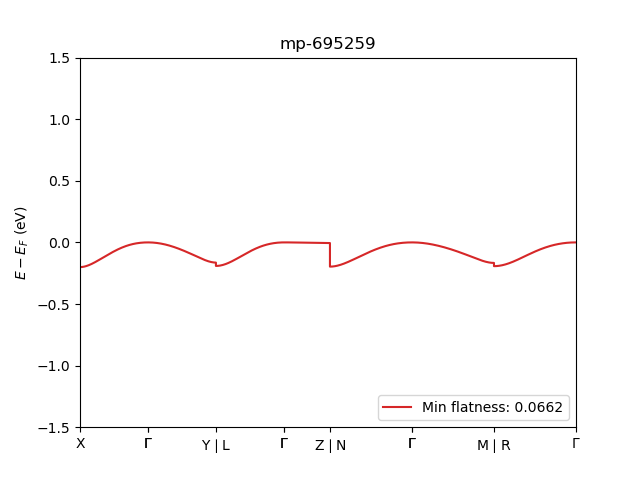 mp-695259
1.5
1.0
0.5
0.0
−0.5
−1.0
−1.5
E − E_F (eV)
Min flatness: 0.0662
X Γ Y | L Γ Z | N Γ M | R Γ